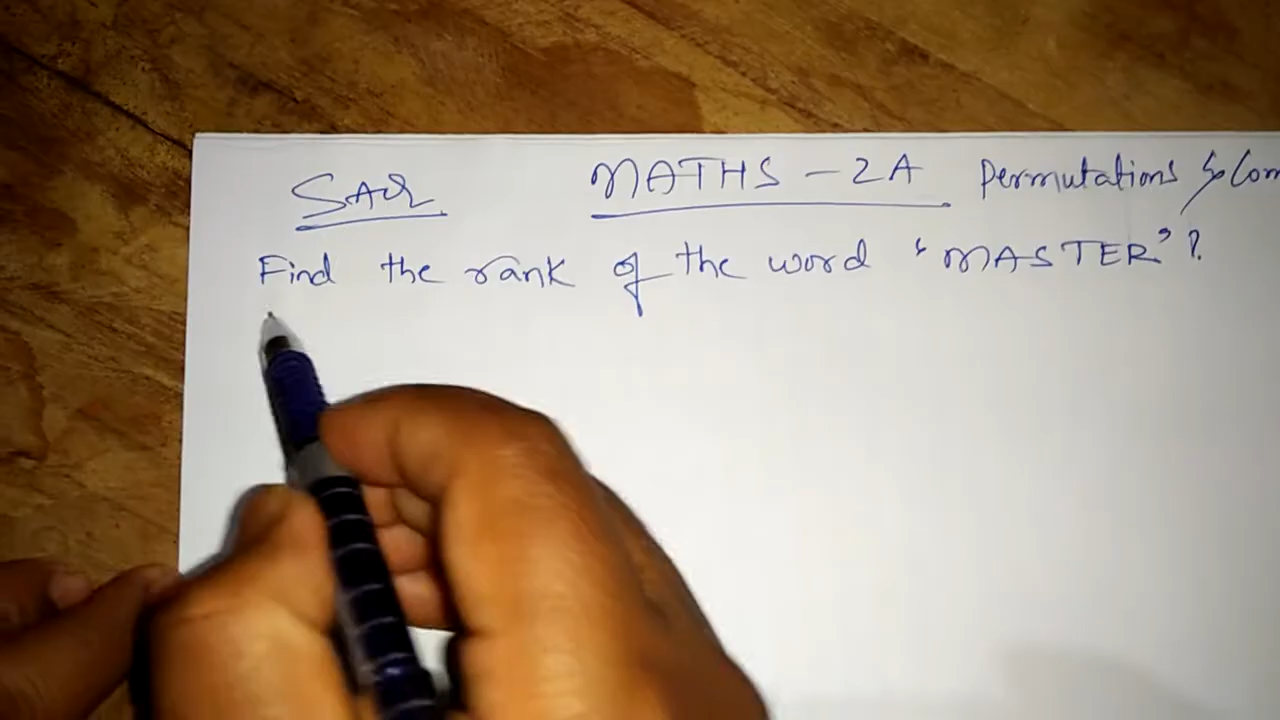 SAQ MATHS - 2A Permutations & Com
Find the rank of the word 'MASTER'?